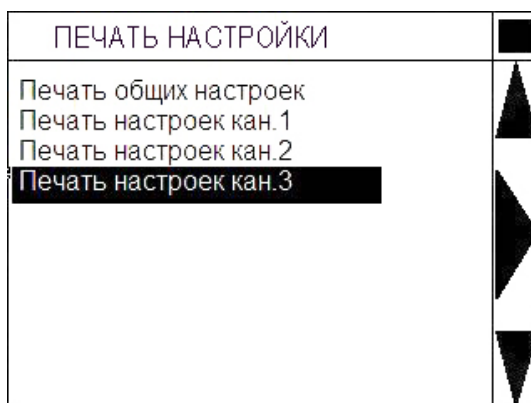 ПЕЧАТЬ НАСТРОЙКИ
Печать общих настроек
Печать настроек кан.1
Печать настроек кан.2
Печать настроек кан.3